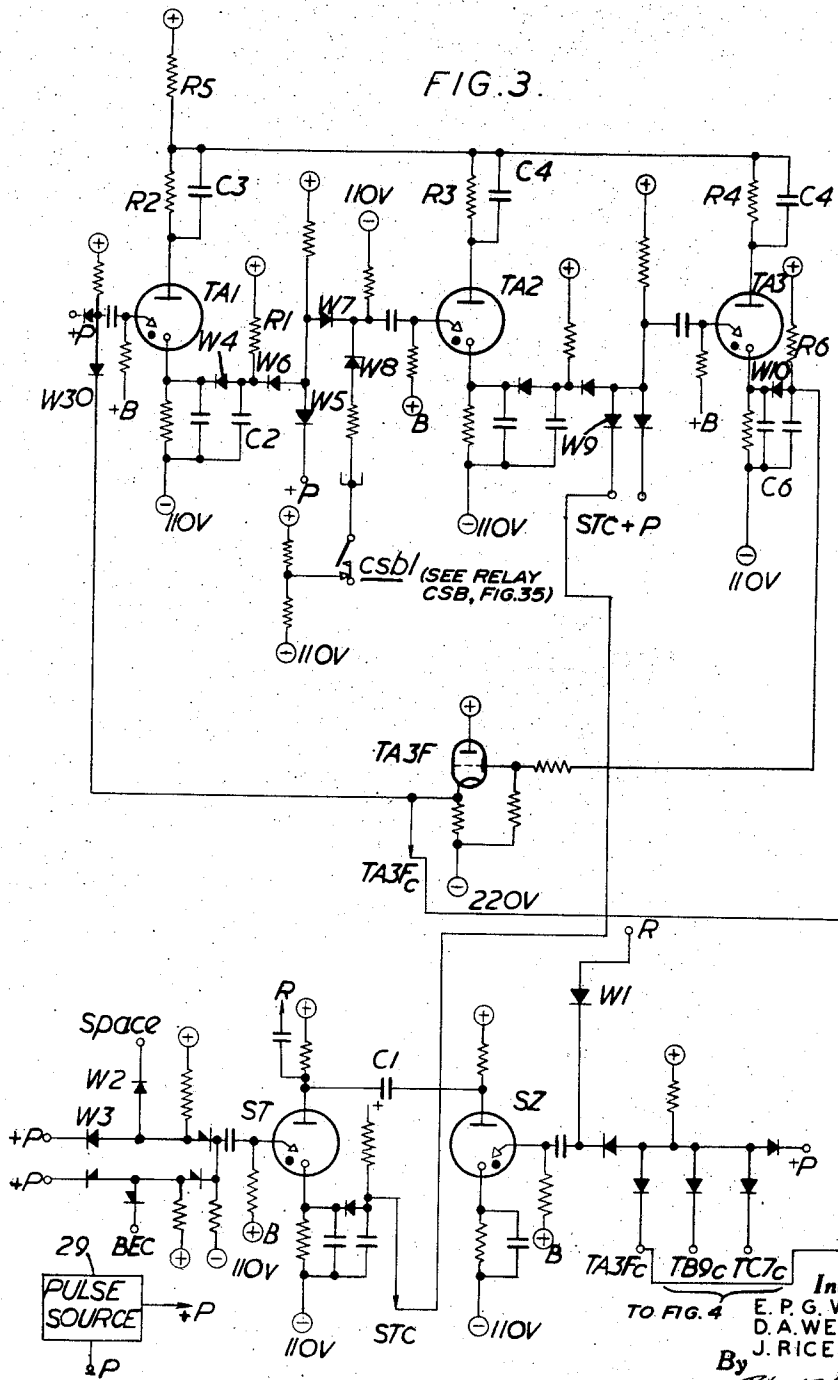 FIG.3.
R5
R2
C3
R3
C4
R4
C4
110V
+P
TA1
R1
W4
W6
W7
W8
TA2
TA3
R6
W10
W30
+B
C2
W5
+P
B
W9
+B
C6
110V
110V
STC + P
110V
csb1 (SEE RELAY
CSB, FIG.35)
110V
TA3F
TA3Fc
220V
R
W1
R
Space
W2
W3
+P
+P
ST
C1
+
SZ
+P
BEC
110V
B
B
STC
110V
110V
TA3Fc TB9c TC7c
TO FIG. 4
29
PULSE
SOURCE
+P
P
In
E. P. G. W
D. A. WE
J. RICE
By